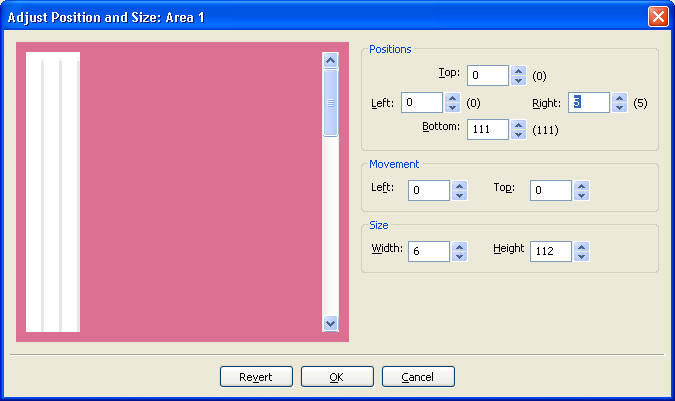 Adjust Position and Size: Area 1
Positions
Top: 0 (0)
Left: 0 (0) Right: 5 (5)
Bottom: 111 (111)
Movement
Left: 0 Top: 0
Size
Width: 6 Height 112
Revert OK Cancel